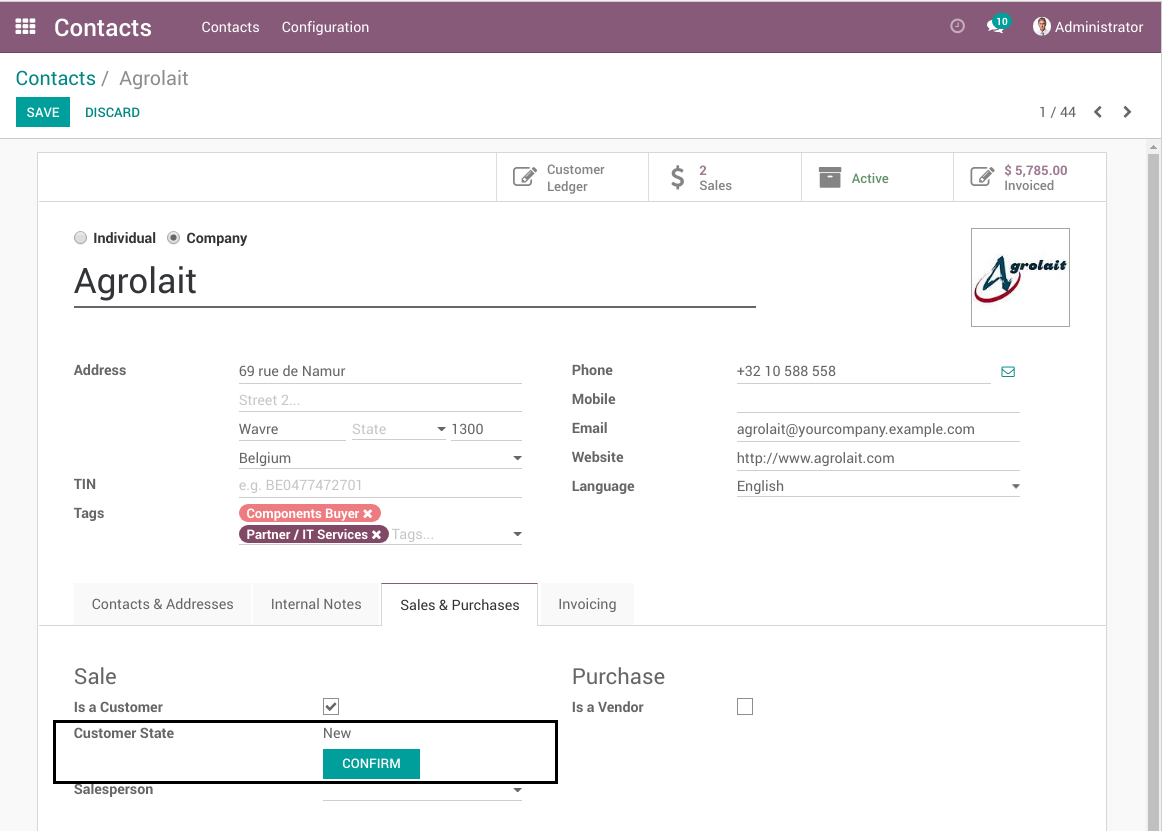 Contacts Contacts Configuration 10 Administrator
Contacts / Agrolait
SAVE DISCARD 1 / 44
Customer Ledger
$ 2 Sales
Active
$ 5,785.00 Invoiced
Individual Company
Agrolait
Agrolait
Address 69 rue de Namur
Street 2...
Wavre State 1300
Belgium
TIN e.g. BE0477472701
Tags Components Buyer
Partner / IT Services Tags...
Phone +32 10 588 558
Mobile
Email agrolait@yourcompany.example.com
Website http://www.agrolait.com
Language English
Contacts & Addresses Internal Notes Sales & Purchases Invoicing
Sale
Is a Customer
Customer State New
CONFIRM
Salesperson
Purchase
Is a Vendor